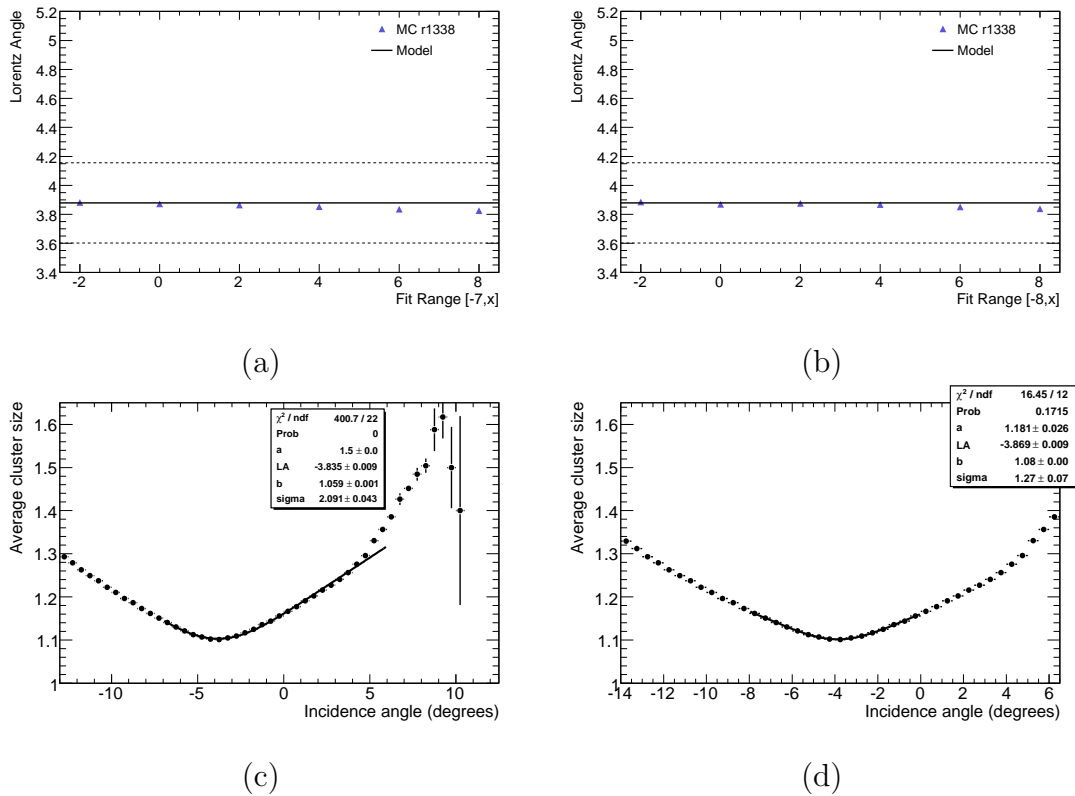 Lorentz Angle
5.2
5
4.8
4.6
4.4
4.2
4
3.8
3.6
3.4
MC r1338
Model
-2 0 2 4 6 8
Fit Range [-7,x]
(a)
Lorentz Angle
5.2
5
4.8
4.6
4.4
4.2
4
3.8
3.6
3.4
MC r1338
Model
-2 0 2 4 6 8
Fit Range [-8,x]
(b)
Average cluster size
1.6
1.5
1.4
1.3
1.2
1.1
1
χ² / ndf 400.7 / 22
Prob 0
a 1.5 ± 0.0
LA -3.835 ± 0.009
b 1.059 ± 0.001
sigma 2.091 ± 0.043
-10 -5 0 5 10
Incidence angle (degrees)
(c)
Average cluster size
1.6
1.5
1.4
1.3
1.2
1.1
1
χ² / ndf 16.45 / 12
Prob 0.1715
a 1.181 ± 0.026
LA -3.869 ± 0.009
b 1.08 ± 0.00
sigma 1.27 ± 0.07
-14 -12 -10 -8 -6 -4 -2 0 2 4 6
Incidence angle (degrees)
(d)